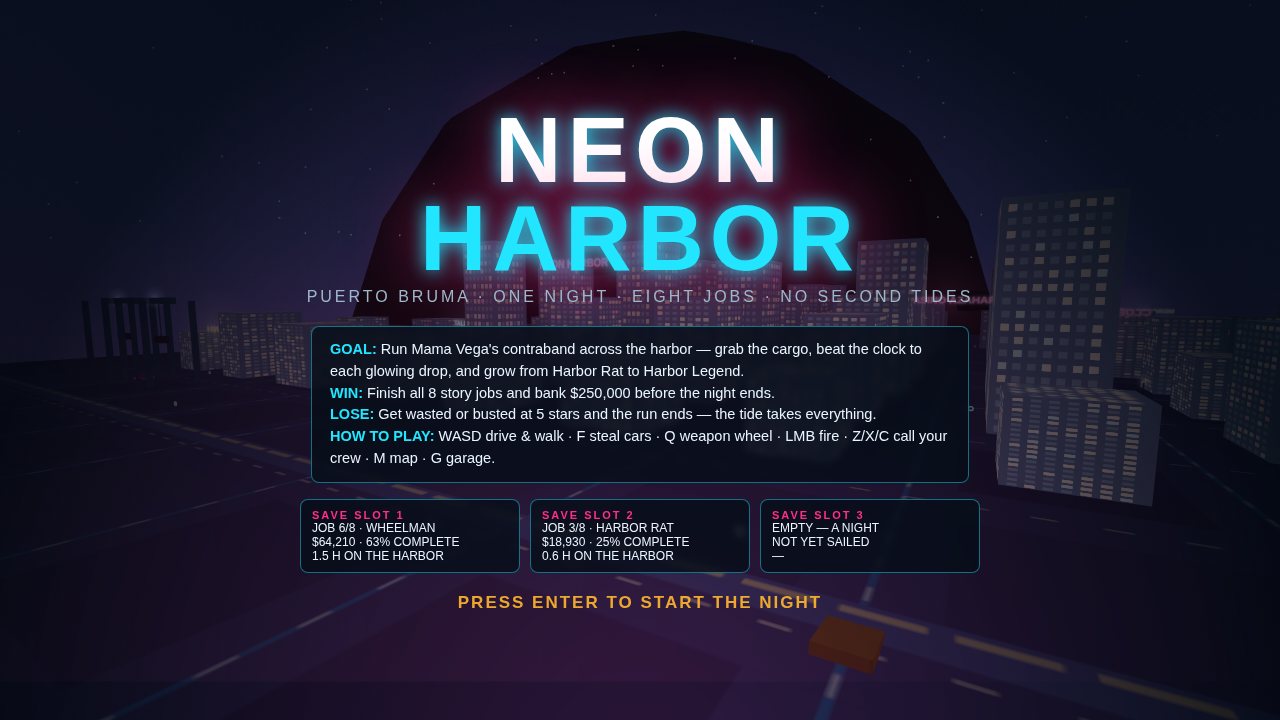 NEON
HARBOR
PUERTO BRUMA · ONE NIGHT · EIGHT JOBS · NO SECOND TIDES
GOAL: Run Mama Vega's contraband across the harbor — grab the cargo, beat the clock to
each glowing drop, and grow from Harbor Rat to Harbor Legend.
WIN: Finish all 8 story jobs and bank $250,000 before the night ends.
LOSE: Get wasted or busted at 5 stars and the run ends — the tide takes everything.
HOW TO PLAY: WASD drive & walk · F steal cars · Q weapon wheel · LMB fire · Z/X/C call your
crew · M map · G garage.
SAVE SLOT 1
JOB 6/8 · WHEELMAN
$64,210 · 63% COMPLETE
1.5 H ON THE HARBOR
SAVE SLOT 2
JOB 3/8 · HARBOR RAT
$18,930 · 25% COMPLETE
0.6 H ON THE HARBOR
SAVE SLOT 3
EMPTY — A NIGHT
NOT YET SAILED
—
PRESS ENTER TO START THE NIGHT